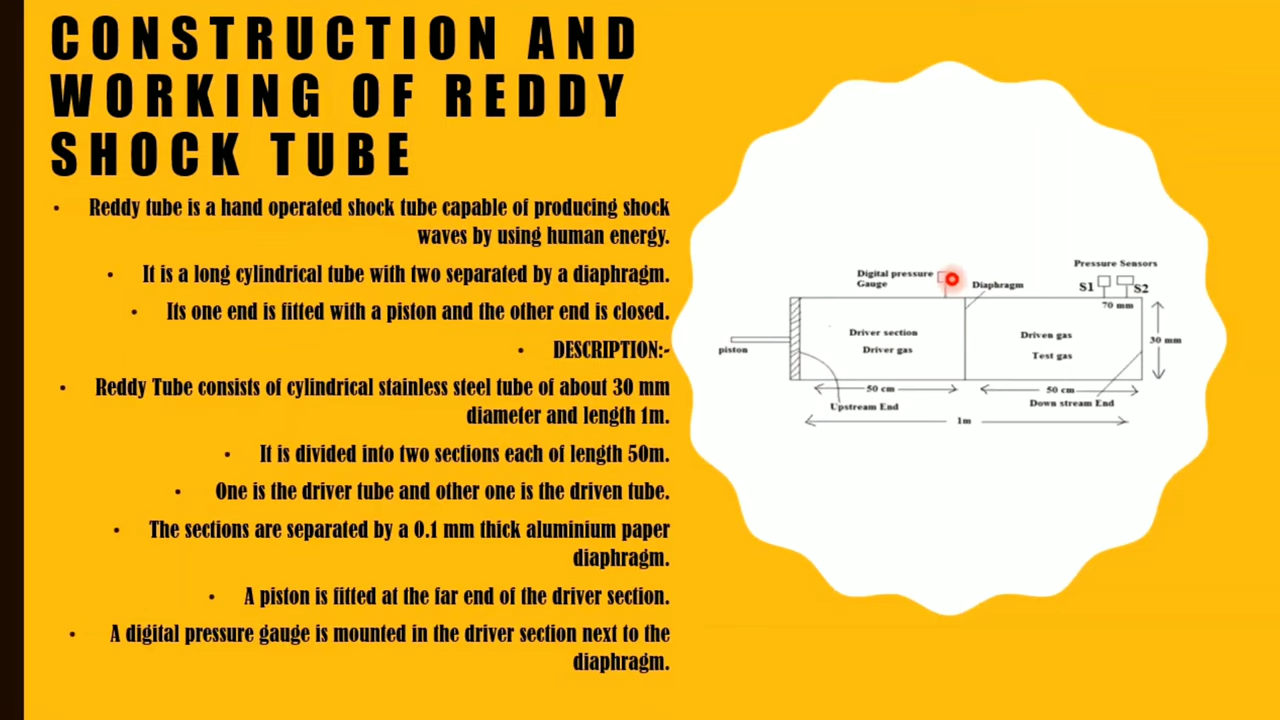 CONSTRUCTION AND
WORKING OF REDDY
SHOCK TUBE
• Reddy tube is a hand operated shock tube capable of producing shock
waves by using human energy.
• It is a long cylindrical tube with two separated by a diaphragm.
• Its one end is fitted with a piston and the other end is closed.
• DESCRIPTION:-
• Reddy Tube consists of cylindrical stainless steel tube of about 30 mm
diameter and length 1m.
• It is divided into two sections each of length 50m.
• One is the driver tube and other one is the driven tube.
• The sections are separated by a 0.1 mm thick aluminium paper
diaphragm.
• A piston is fitted at the far end of the driver section.
• A digital pressure gauge is mounted in the driver section next to the
diaphragm.
Digital pressure
Gauge
Diaphragm
Pressure Sensors
S1
S2
70 mm
Driver section
Driver gas
Driven gas
Test gas
30 mm
piston
50 cm
50 cm
Upstream End
Down stream End
1m